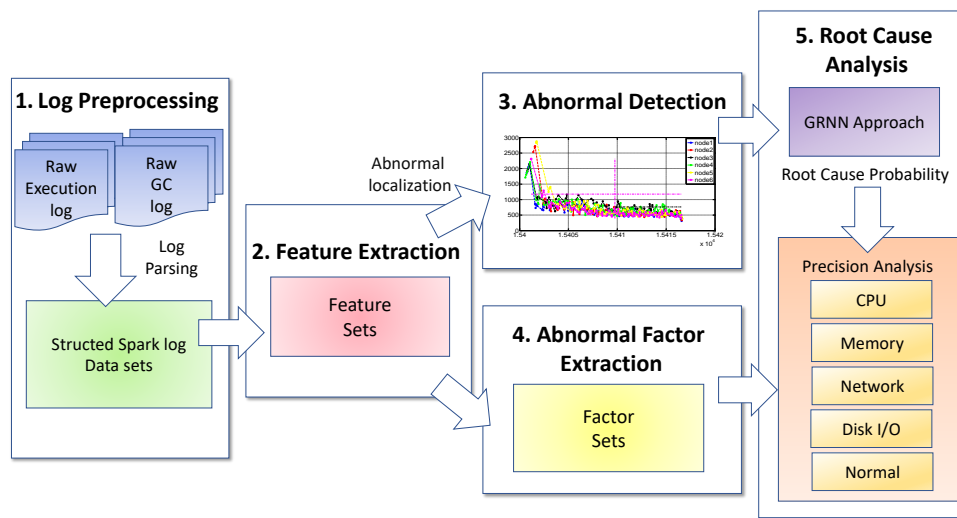 1. Log Preprocessing
Raw
Execution
log
Raw
GC
log
Log
Parsing
Structed Spark log
Data sets
2. Feature Extraction
Feature
Sets
Abnormal
localization
3. Abnormal Detection
3000
2500
2000
1500
1000
500
0
1.54
1.5405
1.541
1.5415
1.542
x 10
node1
node2
node3
node4
node5
node6
4. Abnormal Factor
Extraction
Factor
Sets
5. Root Cause
Analysis
GRNN Approach
Root Cause Probability
Precision Analysis
CPU
Memory
Network
Disk I/O
Normal